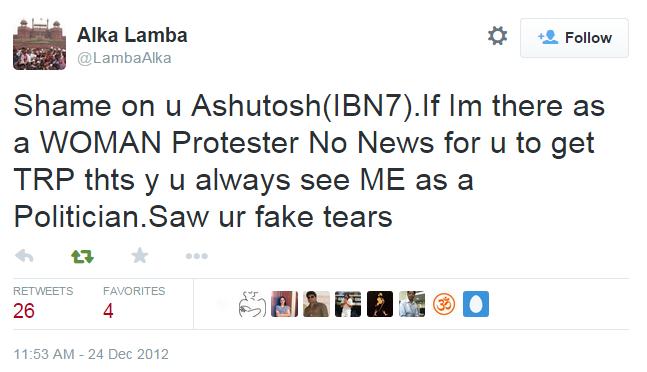 Alka Lamba
@LambaAlka
Follow
Shame on u Ashutosh(IBN7).If Im there as
a WOMAN Protester No News for u to get
TRP thts y u always see ME as a
Politician.Saw ur fake tears
RETWEETS FAVORITES
26 4
ॐ
11:53 AM - 24 Dec 2012